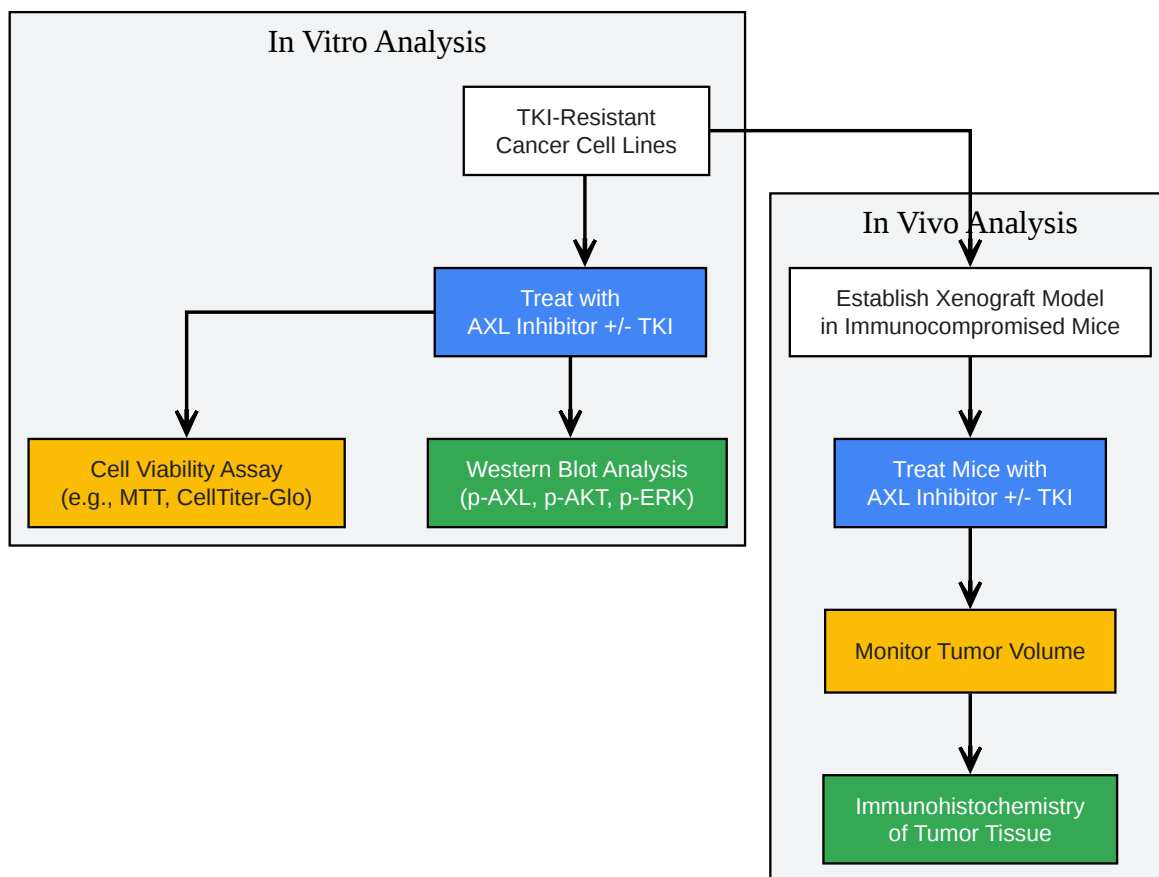 In Vitro Analysis
TKI-Resistant
Cancer Cell Lines
Treat with
AXL Inhibitor +/- TKI
Cell Viability Assay
(e.g., MTT, CellTiter-Glo)
Western Blot Analysis
(p-AXL, p-AKT, p-ERK)
In Vivo Analysis
Establish Xenograft Model
in Immunocompromised Mice
Treat Mice with
AXL Inhibitor +/- TKI
Monitor Tumor Volume
Immunohistochemistry
of Tumor Tissue